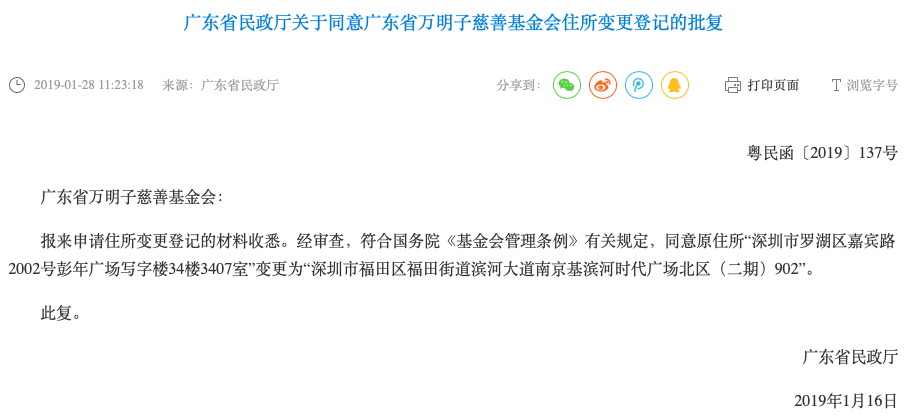 广东省民政厅关于同意广东省万明子慈善基金会住所变更登记的批复
2019-01-28 11:23:18 来源：广东省民政厅 分享到： 打印页面 浏览字号
粤民函〔2019〕137号
广东省万明子慈善基金会：
报来申请住所变更登记的材料收悉。经审查，符合国务院《基金会管理条例》有关规定，同意原住所“深圳市罗湖区嘉宾路
2002号彭年广场写字楼34楼3407室”变更为“深圳市福田区福田街道滨河大道南京基滨河时代广场北区（二期）902”。
此复。
广东省民政厅
2019年1月16日